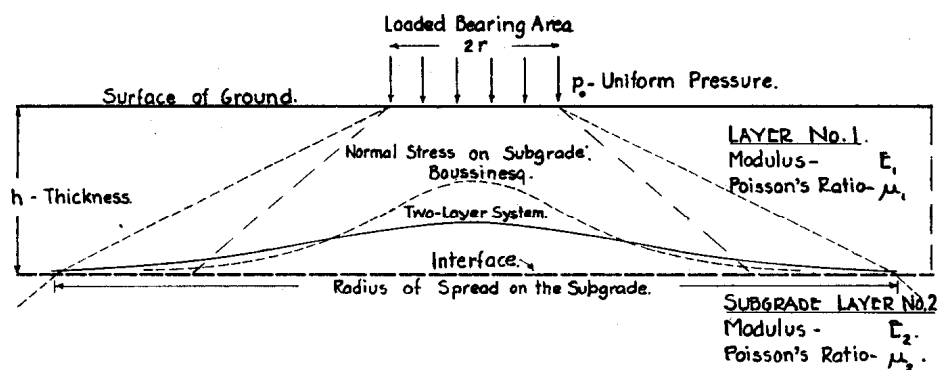 Loaded Bearing Area
2r
p₀ - Uniform Pressure.
Surface of Ground.
LAYER No. 1.
Modulus - E₁
Poisson's Ratio - μ₁
Normal Stress on Subgrade:
Boussinesq.
h - Thickness.
Two-Layer System.
Interface.
Radius of Spread on the Subgrade.
SUBGRADE LAYER No. 2
Modulus - E₂.
Poisson's Ratio - μ₂.